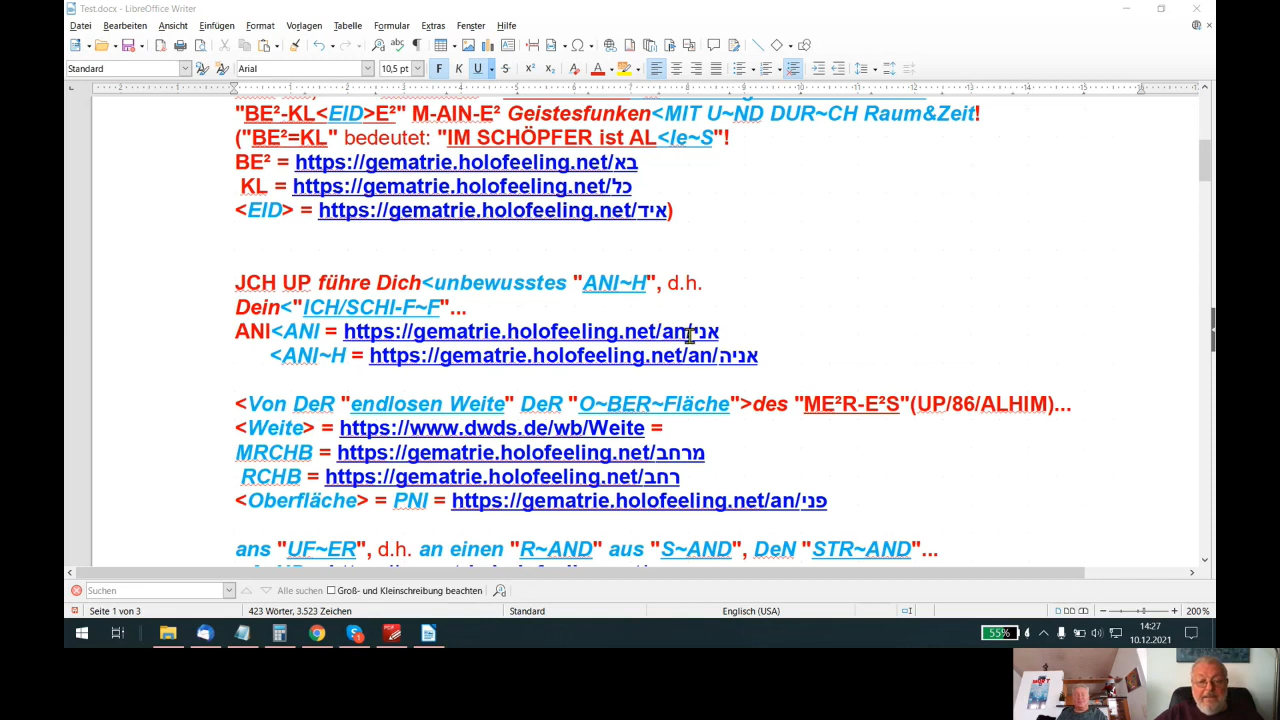 Test.docx - LibreOffice Writer
Datei Bearbeiten Ansicht Einfügen Format Vorlagen Tabelle Formular Extras Fenster Hilfe
Standard Arial 10,5 pt F K U S
"BE²-KL<EID>E²" M-AIN-E² Geistesfunken<MIT U~ND DUR~CH Raum&Zeit!
("BE²=KL" bedeutet: "IM SCHÖPFER ist AL<le~S"!
BE² = https://gematrie.holofeeling.net/בא
KL = https://gematrie.holofeeling.net/כל
<EID> = https://gematrie.holofeeling.net/איד)
JCH UP führe Dich<unbewusstes "ANI~H", d.h.
Dein<"ICH/SCHI-F~F"...
ANI<ANI = https://gematrie.holofeeling.net/an/אני
<ANI~H = https://gematrie.holofeeling.net/an/אניה
<Von DeR "endlosen Weite" DeR "O~BER~Fläche">des "ME²R-E²S"(UP/86/ALHIM)...
<Weite> = https://www.dwds.de/wb/Weite =
MRCHB = https://gematrie.holofeeling.net/מרחב
RCHB = https://gematrie.holofeeling.net/רחב
<Oberfläche> = PNI = https://gematrie.holofeeling.net/an/פני
ans "UF~ER", d.h. an einen "R~AND" aus "S~AND", DeN "STR~AND"...
Suchen Alle suchen Groß- und Kleinschreibung beachten
Seite 1 von 3 423 Wörter, 3.523 Zeichen Standard Englisch (USA) 200%
55% 14:27
10.12.2021